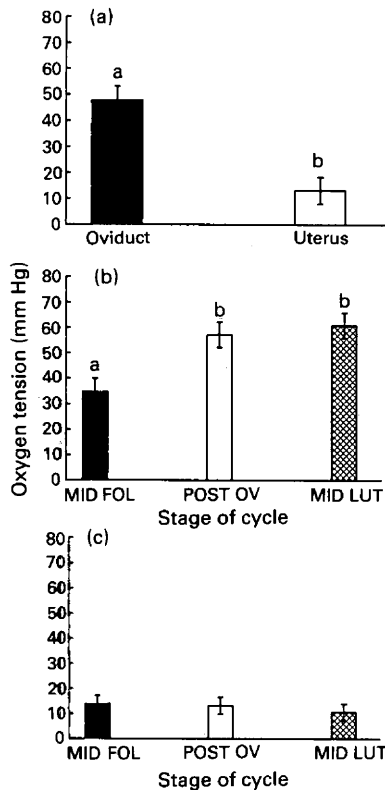 (a)
80
70
60
50
40
30
20
10
0
a
b
Oviduct Uterus
Oxygen tension (mm Hg)
(b)
80
70
60
50
40
30
20
10
0
a
b
b
MID FOL POST OV MID LUT
Stage of cycle
(c)
80
70
60
50
40
30
20
10
0
MID FOL POST OV MID LUT
Stage of cycle